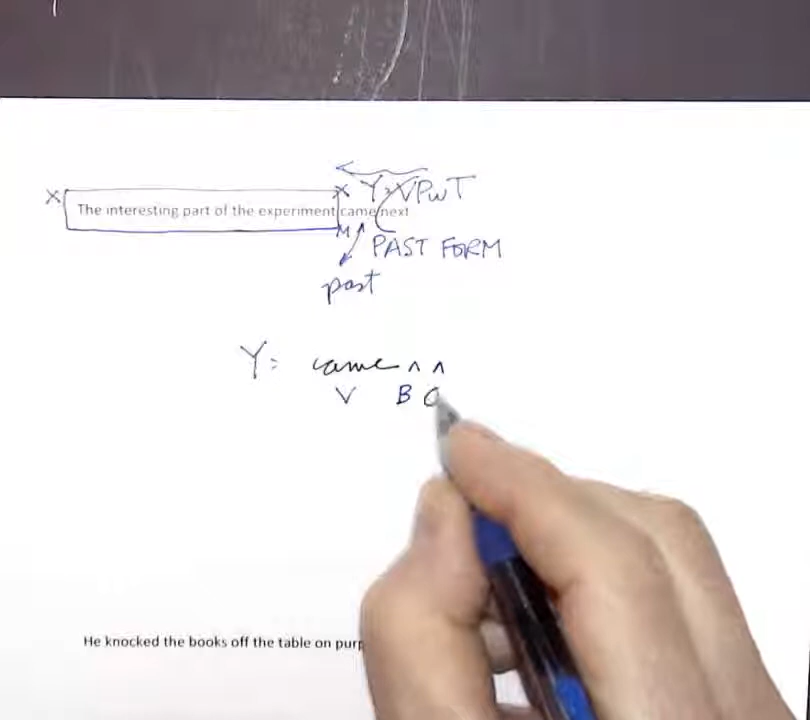 X X Y=VPwT
The interesting part of the experiment came next
M PAST FORM
past
Y= came ^ ^
V B
He knocked the books off the table on